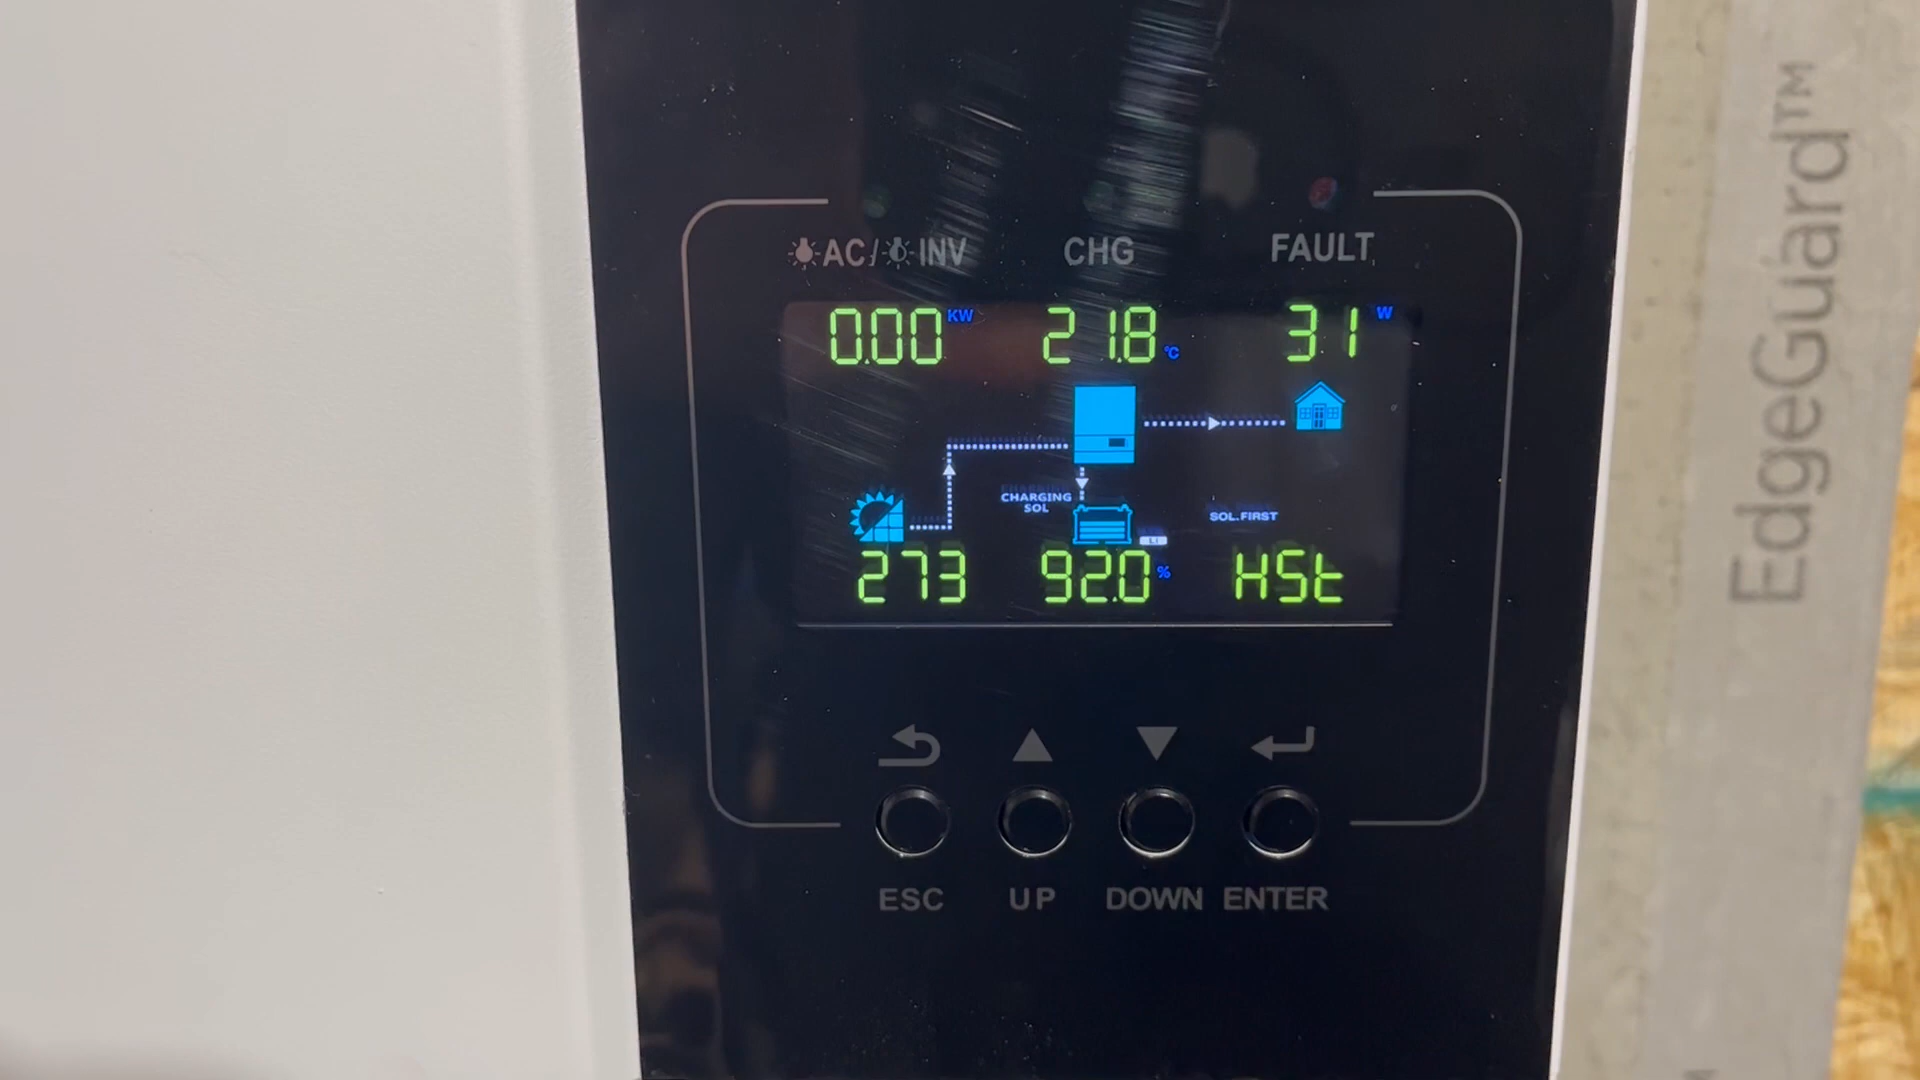 AC/ INV CHG FAULT
0.00 KW 21.8 °C 31 W
CHARGING
SOL
SOL.FIRST
LI
273 92.0 % HSt
ESC UP DOWN ENTER
EdgeGuard™